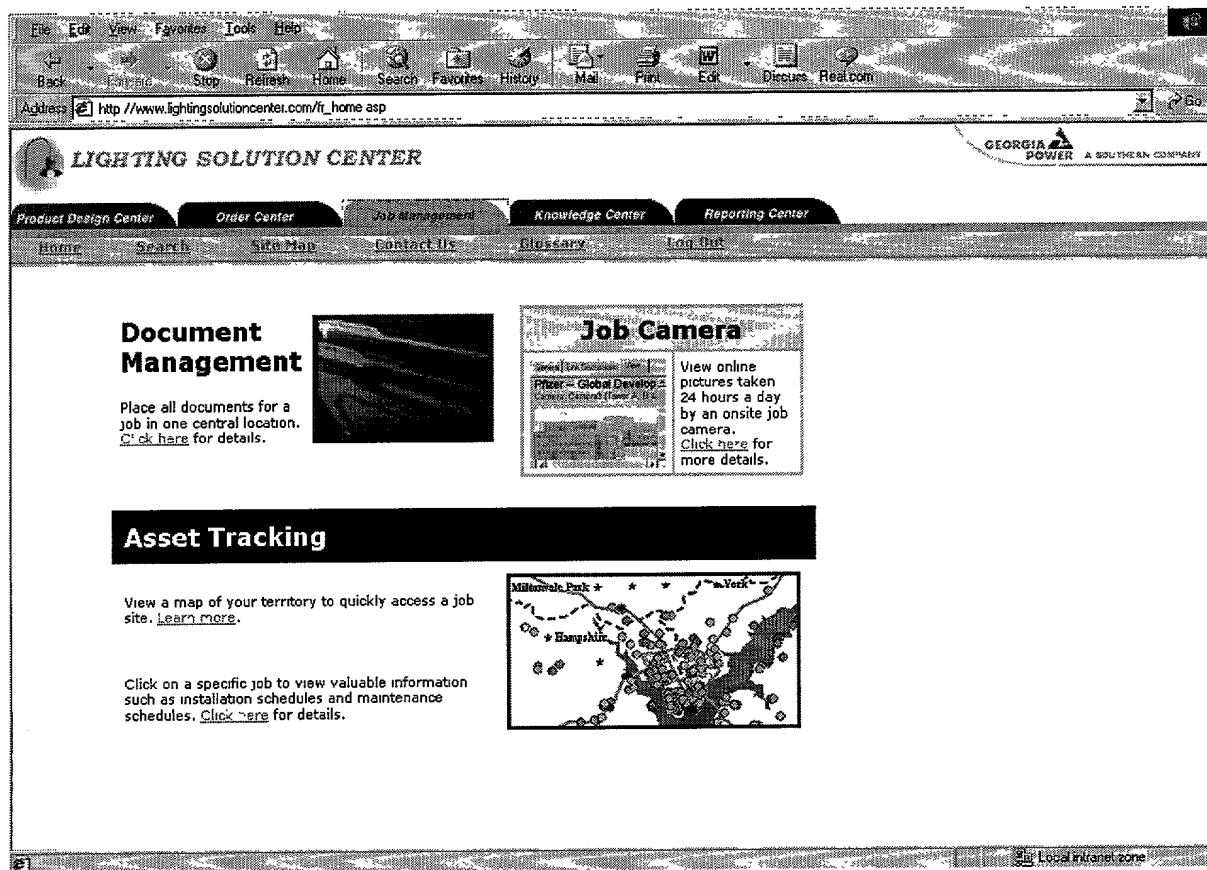 File Edit View Favorites Tools Help
Back Forward Stop Refresh Home Search Favorites History Mail Print Edit Discuss Real.com
Address http //www.lightingsolutioncenter.com/fr_home asp Go
LIGHTING SOLUTION CENTER
GEORGIA
POWER A SOUTHERN COMPANY
Product Design Center Order Center Job Management Knowledge Center Reporting Center
Home Search Site Map Contact Us Glossary Log Out
Document
Management
Place all documents for a
job in one central location.
Click here for details.
Job Camera
Pfizer – Global Develop
View online
pictures taken
24 hours a day
by an onsite job
camera.
Click here for
more details.
Asset Tracking
View a map of your territory to quickly access a job
site. Learn more.
Click on a specific job to view valuable information
such as installation schedules and maintenance
schedules. Click here for details.
Park York
Hampshire
Local intranet zone